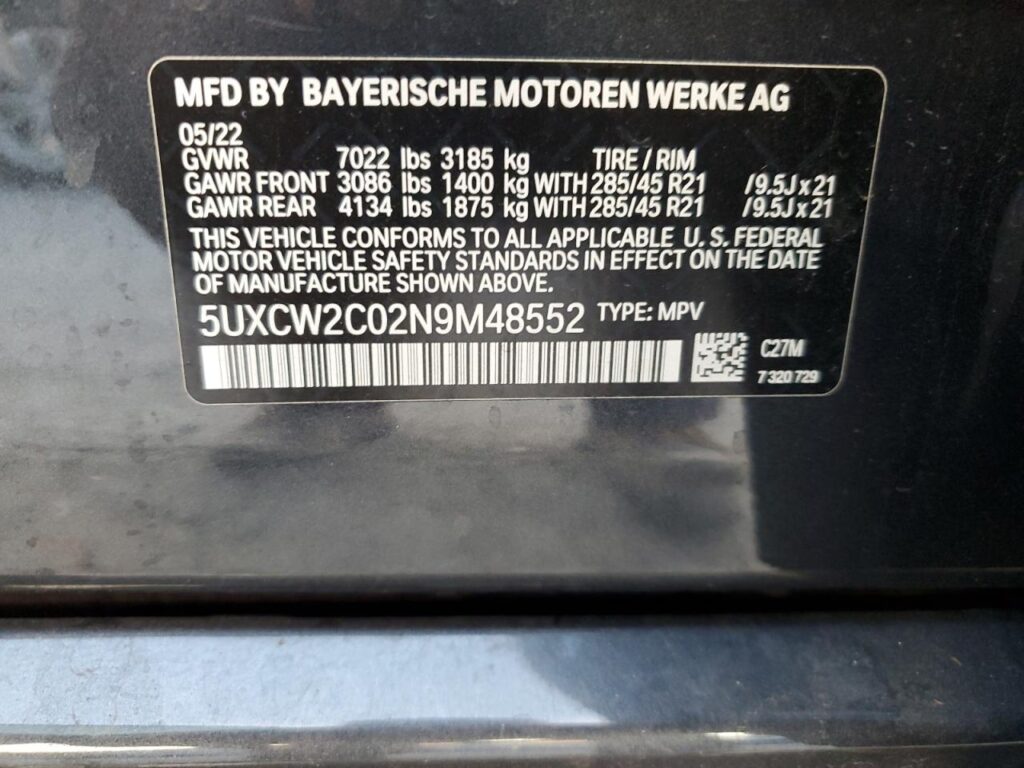 MFD BY BAYERISCHE MOTOREN WERKE AG
05/22
GVWR 7022 lbs 3185 kg TIRE / RIM
GAWR FRONT 3086 lbs 1400 kg WITH 285/45 R21 /9.5J x 21
GAWR REAR 4134 lbs 1875 kg WITH 285/45 R21 /9.5J x 21
THIS VEHICLE CONFORMS TO ALL APPLICABLE U. S. FEDERAL
MOTOR VEHICLE SAFETY STANDARDS IN EFFECT ON THE DATE
OF MANUFACTURE SHOWN ABOVE.
5UXCW2C02N9M48552 TYPE: MPV
C27M
7 320 729